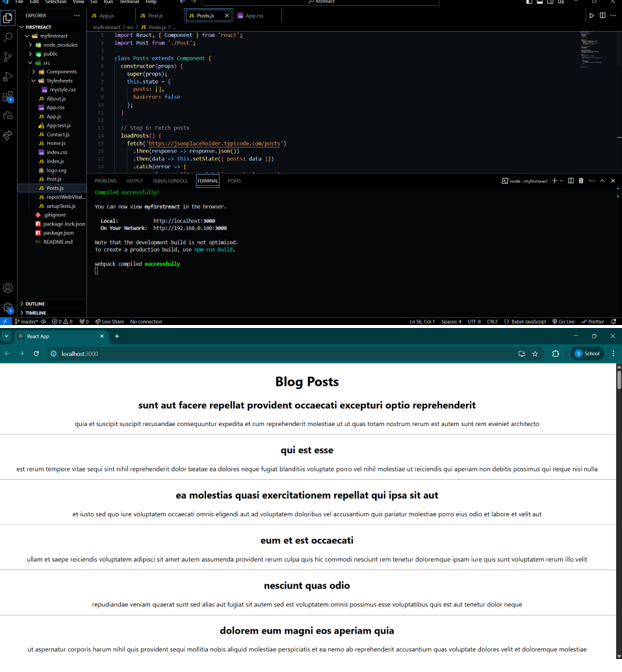 File Edit Selection View Go Run Terminal Help
firstreact
EXPLORER
App.js
Post.js
Posts.js
App.css
FIRSTREACT
myfirstreact > src > Posts.js > ...
myfirstreact
node_modules
public
src
Components
Stylesheets
mystyle.css
About.js
App.css
App.js
App.test.js
Contact.js
Home.js
index.css
index.js
logo.svg
Post.js
Posts.js
reportWebVital...
setupTests.js
.gitignore
package-lock.json
package.json
README.md
OUTLINE
TIMELINE
1 import React, { Component } from 'react';
2 import Post from './Post';
3
4 class Posts extends Component {
5 constructor(props) {
6 super(props);
7 this.state = {
8 posts: [],
9 hasError: false
10 };
11 }
12
13 // Step 6: Fetch posts
14 loadPosts() {
15 fetch('https://jsonplaceholder.typicode.com/posts')
16 .then(response => response.json())
17 .then(data => this.setState({ posts: data }))
18 .catch(error => {
PROBLEMS OUTPUT DEBUG CONSOLE TERMINAL PORTS
node - myfirstreact
Compiled successfully!
You can now view myfirstreact in the browser.
Local: http://localhost:3000
On Your Network: http://192.168.0.100:3000
Note that the development build is not optimized.
To create a production build, use npm run build.
webpack compiled successfully
master* 0 0 0 Live Share No connection
Ln 56, Col 1 Spaces: 4 UTF-8 CRLF {} Babel JavaScript Go Live Prettier
React App
localhost:3000
School
Blog Posts
sunt aut facere repellat provident occaecati excepturi optio reprehenderit
quia et suscipit suscipit recusandae consequuntur expedita et cum reprehenderit molestiae ut ut quas totam nostrum rerum est autem sunt rem eveniet architecto
qui est esse
est rerum tempore vitae sequi sint nihil reprehenderit dolor beatae ea dolores neque fugiat blanditiis voluptate porro vel nihil molestiae ut reiciendis qui aperiam non debitis possimus qui neque nisi nulla
ea molestias quasi exercitationem repellat qui ipsa sit aut
et iusto sed quo iure voluptatem occaecati omnis eligendi aut ad voluptatem doloribus vel accusantium quis pariatur molestiae porro eius odio et labore et velit aut
eum et est occaecati
ullam et saepe reiciendis voluptatem adipisci sit amet autem assumenda provident rerum culpa quis hic commodi nesciunt rem tenetur doloremque ipsam iure quis sunt voluptatem rerum illo velit
nesciunt quas odio
repudiandae veniam quaerat sunt sed alias aut fugiat sit autem sed est voluptatem omnis possimus esse voluptatibus quis est aut tenetur dolor neque
dolorem eum magni eos aperiam quia
ut aspernatur corporis harum nihil quis provident sequi mollitia nobis aliquid molestiae perspiciatis et ea nemo ab reprehenderit accusantium quas voluptate dolores velit et doloremque molestiae